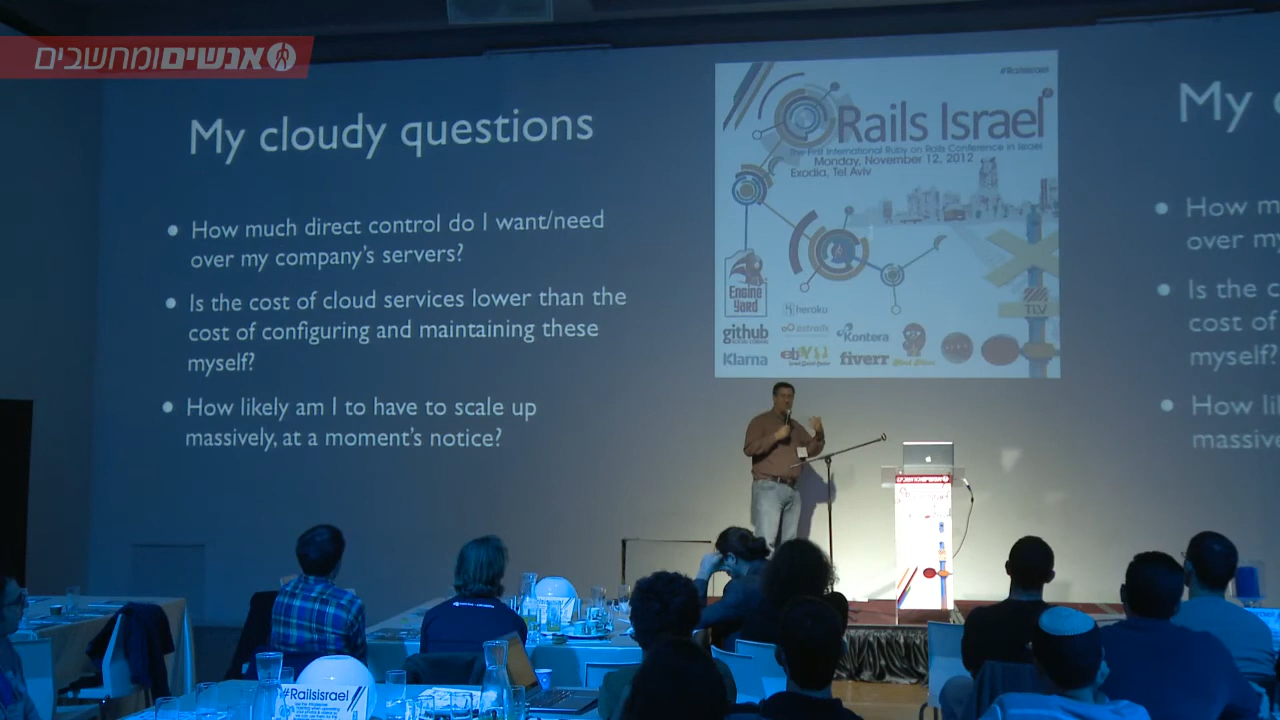 אנשיםומחשבים
My cloudy questions
How much direct control do I want/need
over my company's servers?
Is the cost of cloud services lower than the
cost of configuring and maintaining these
myself?
How likely am I to have to scale up
massively, at a moment's notice?
#RailsIsrael
Rails Israel
The First International Ruby on Rails Conference in Israel
Monday, November 12, 2012
Exodia, Tel Aviv
ENGINE
YARD
heroku
github
SOCIAL CODING
Kontera
Klarna
ebay
fiverr
TLV
My
How m
over my
Is the c
cost of
myself?
How li
massive
#RailsIsrael